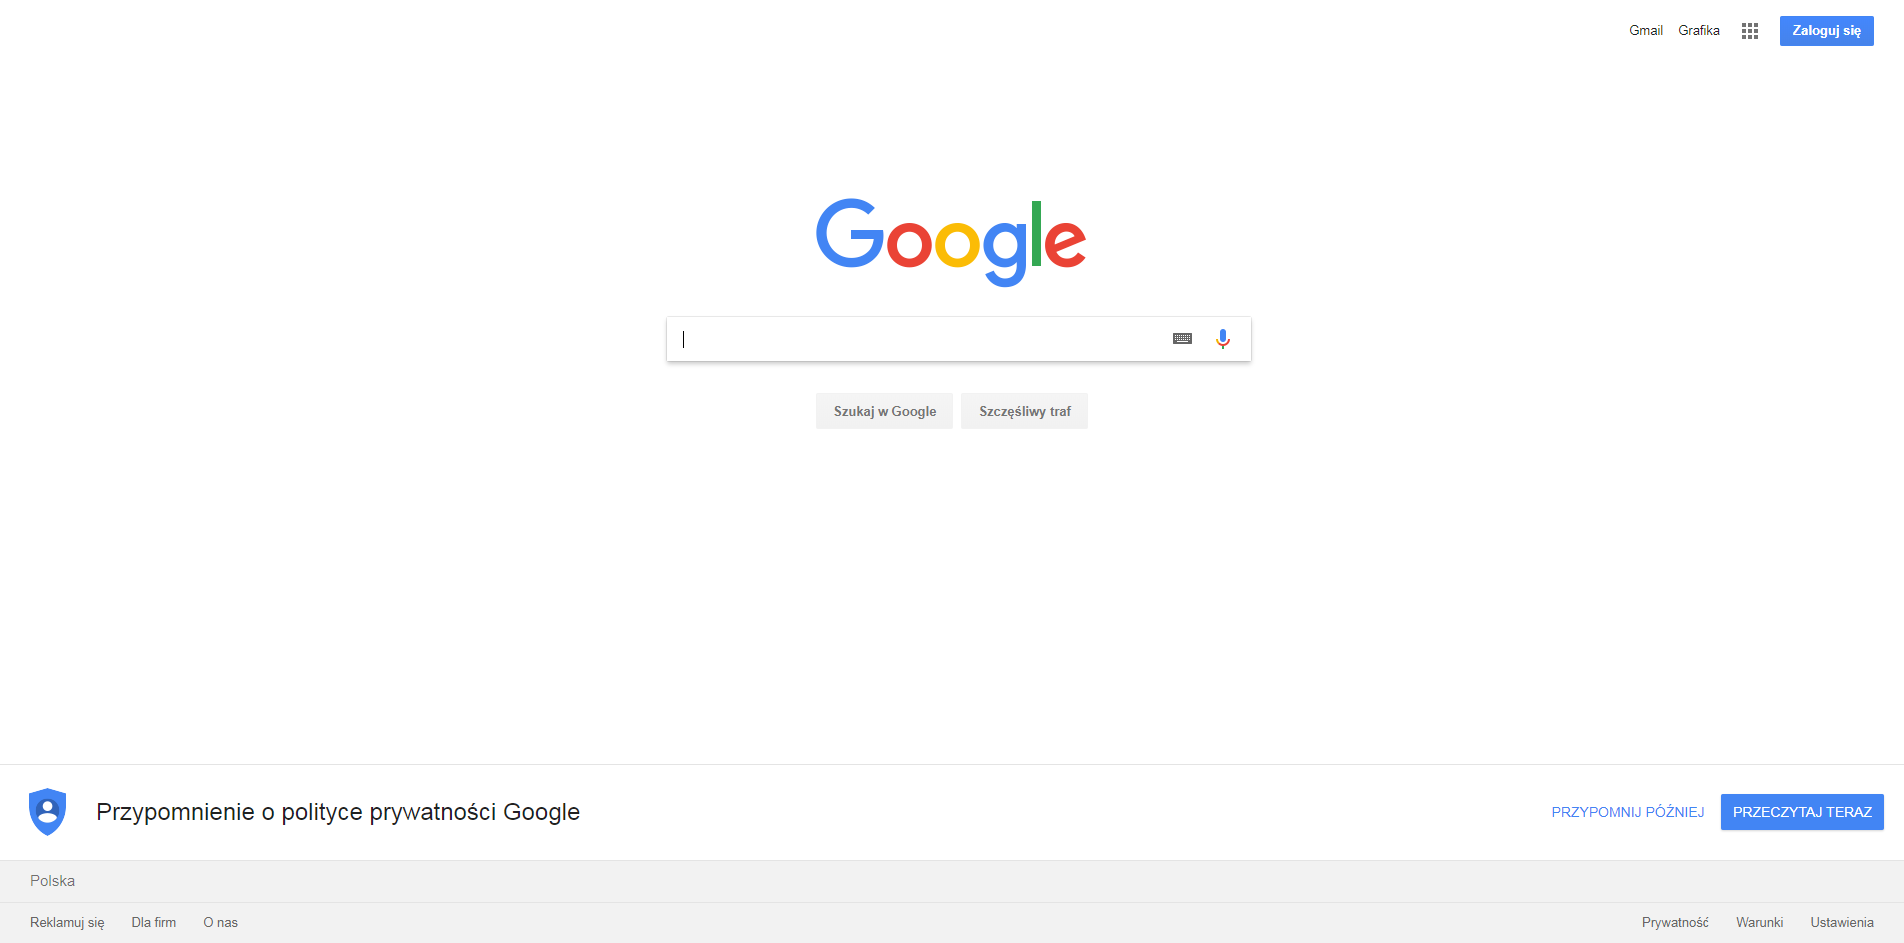 Gmail Grafika Zaloguj się
Google
Szukaj w Google Szczęśliwy traf
Przypomnienie o polityce prywatności Google PRZYPOMNIJ PÓŹNIEJ PRZECZYTAJ TERAZ
Polska
Reklamuj się Dla firm O nas Prywatność Warunki Ustawienia